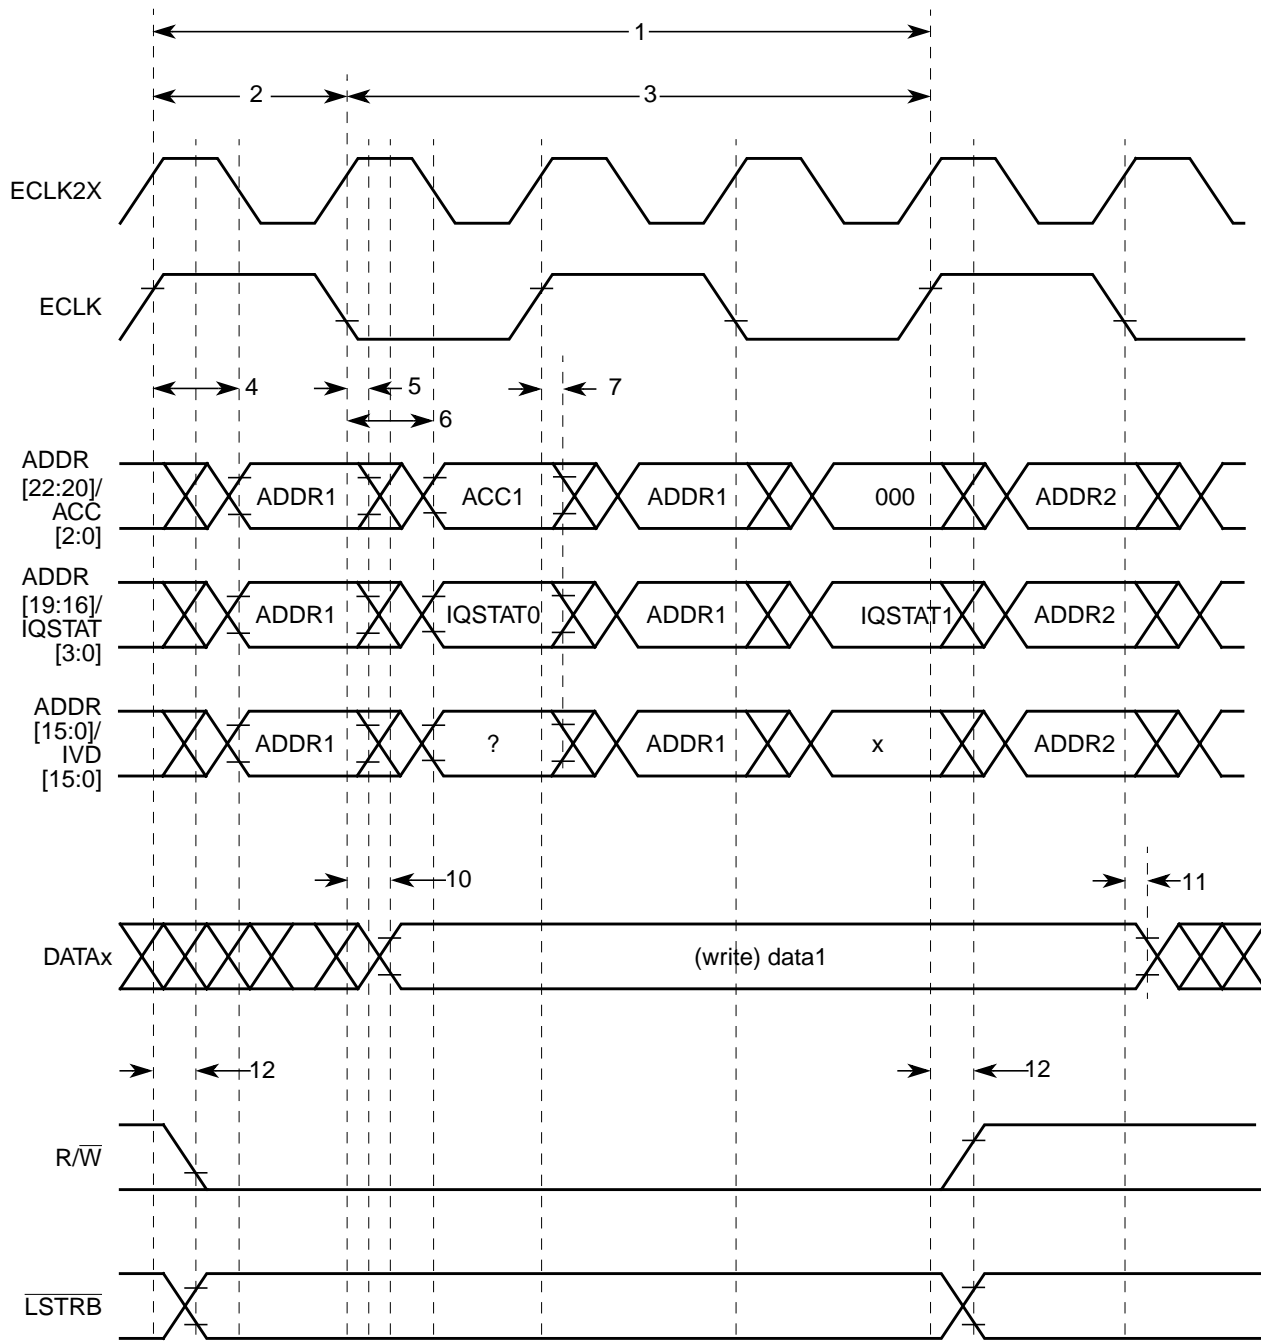 1
2 3
ECLK2X
ECLK
4 5 7
6
ADDR
[22:20]/
ACC
[2:0]
ADDR1 ACC1 ADDR1 000 ADDR2
ADDR
[19:16]/
IQSTAT
[3:0]
ADDR1 IQSTAT0 ADDR1 IQSTAT1 ADDR2
ADDR
[15:0]/
IVD
[15:0]
ADDR1 ? ADDR1 x ADDR2
10 11
DATAx (write) data1
12 12
R/W̅
L̅S̅T̅R̅B̅